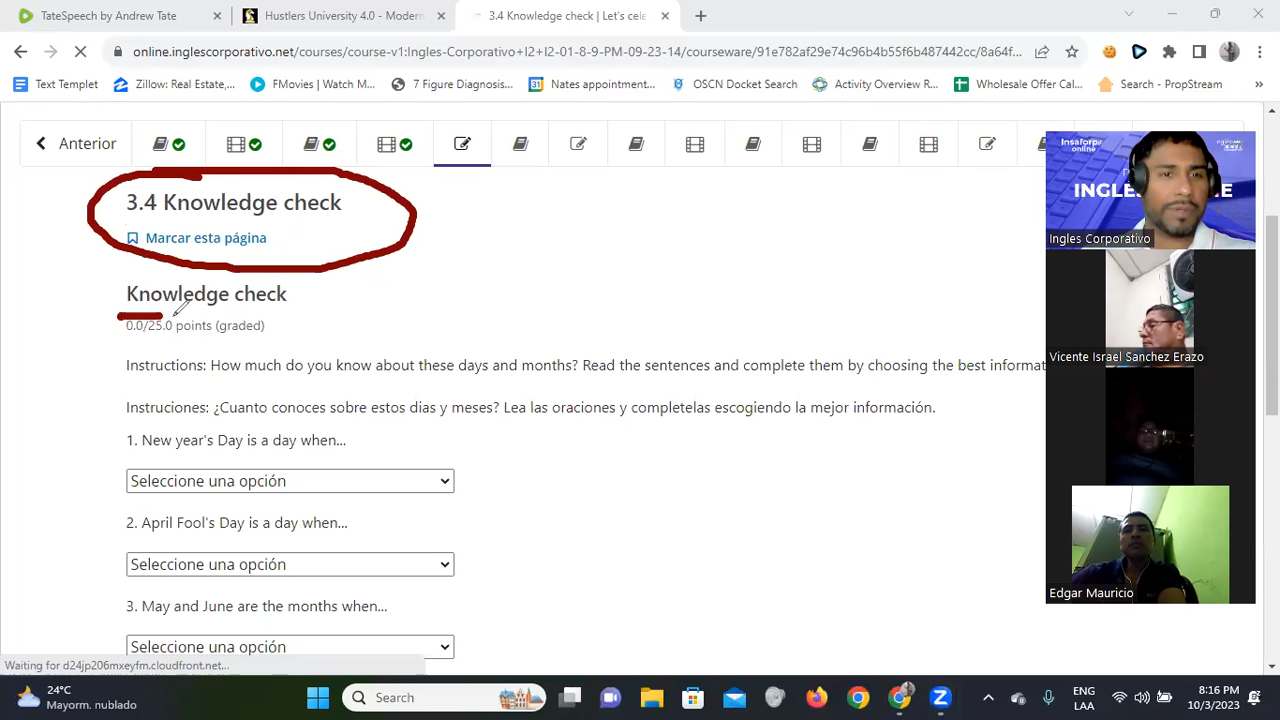 TateSpeech by Andrew Tate
Hustlers University 4.0 - Modern
3.4 Knowledge check | Let's cele
online.inglescorporativo.net/courses/course-v1:Ingles-Corporativo+I2+I2-01-8-9-PM-09-23-14/courseware/91e782af29e74c96b4b55f6b487442cc/8a64f...
Text Templet
Zillow: Real Estate,...
FMovies | Watch M...
7 Figure Diagnosis...
Nates appointment...
OSCN Docket Search
Activity Overview R...
Wholesale Offer Cal...
Search - PropStream
Anterior
3.4 Knowledge check
Marcar esta página
Knowledge check
0.0/25.0 points (graded)
Instructions: How much do you know about these days and months? Read the sentences and complete them by choosing the best informat
Instruciones: ¿Cuanto conoces sobre estos dias y meses? Lea las oraciones y completelas escogiendo la mejor información.
1. New year's Day is a day when...
Seleccione una opción
2. April Fool's Day is a day when...
Seleccione una opción
3. May and June are the months when...
Seleccione una opción
Waiting for d24jp206mxeyfm.cloudfront.net...
Ingles Corporativo
Vicente Israel Sanchez Erazo
Edgar Mauricio
24°C
Mayorm. nublado
Search
ENG
LAA
8:16 PM
10/3/2023